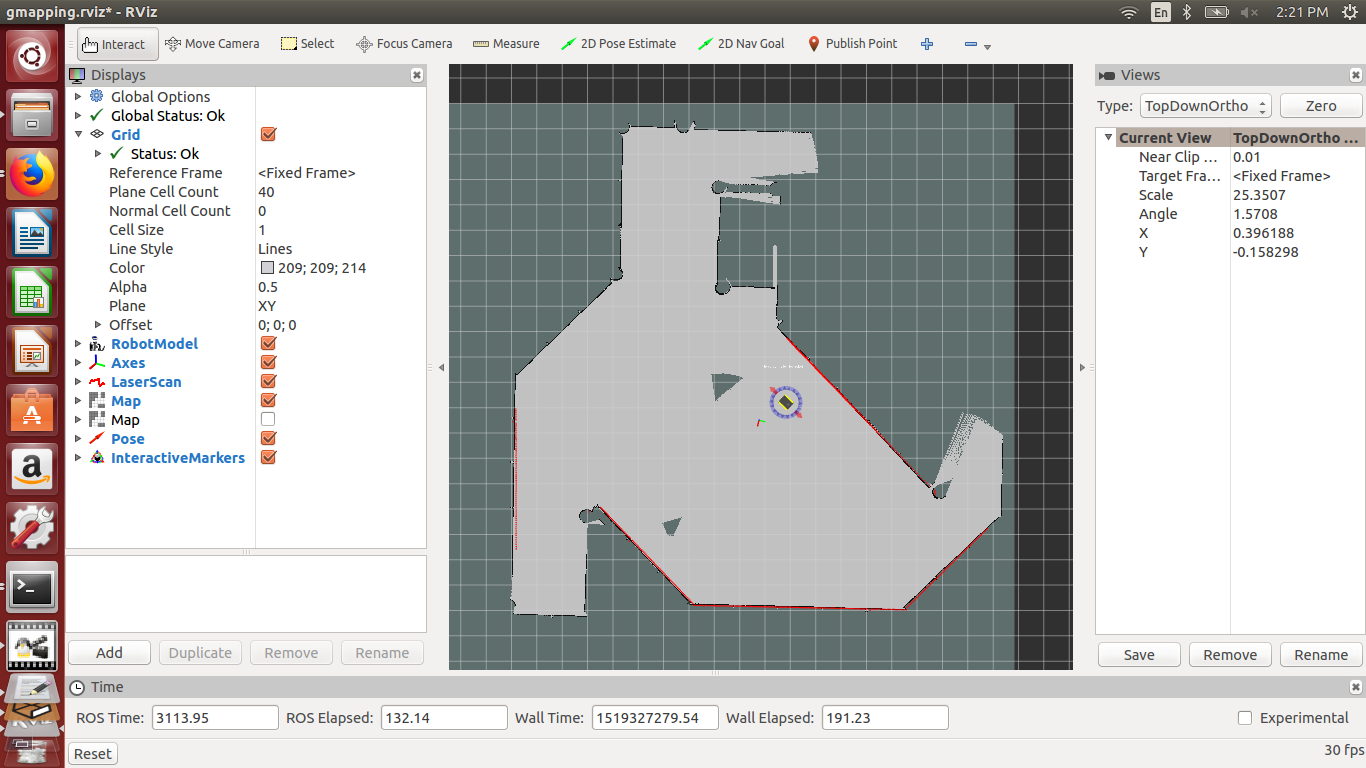 gmapping.rviz* - RViz
En
2:21 PM
Interact
Move Camera
Select
Focus Camera
Measure
2D Pose Estimate
2D Nav Goal
Publish Point
Displays
Global Options
Global Status: Ok
Grid
Status: Ok
Reference Frame <Fixed Frame>
Plane Cell Count 40
Normal Cell Count 0
Cell Size 1
Line Style Lines
Color 209; 209; 214
Alpha 0.5
Plane XY
Offset 0; 0; 0
RobotModel
Axes
LaserScan
Map
Map
Pose
InteractiveMarkers
Add
Duplicate
Remove
Rename
Views
Type: TopDownOrtho
Zero
Current View TopDownOrtho ...
Near Clip ... 0.01
Target Fra... <Fixed Frame>
Scale 25.3507
Angle 1.5708
X 0.396188
Y -0.158298
Save
Remove
Rename
Time
ROS Time: 3113.95
ROS Elapsed: 132.14
Wall Time: 1519327279.54
Wall Elapsed: 191.23
Experimental
Reset
30 fps